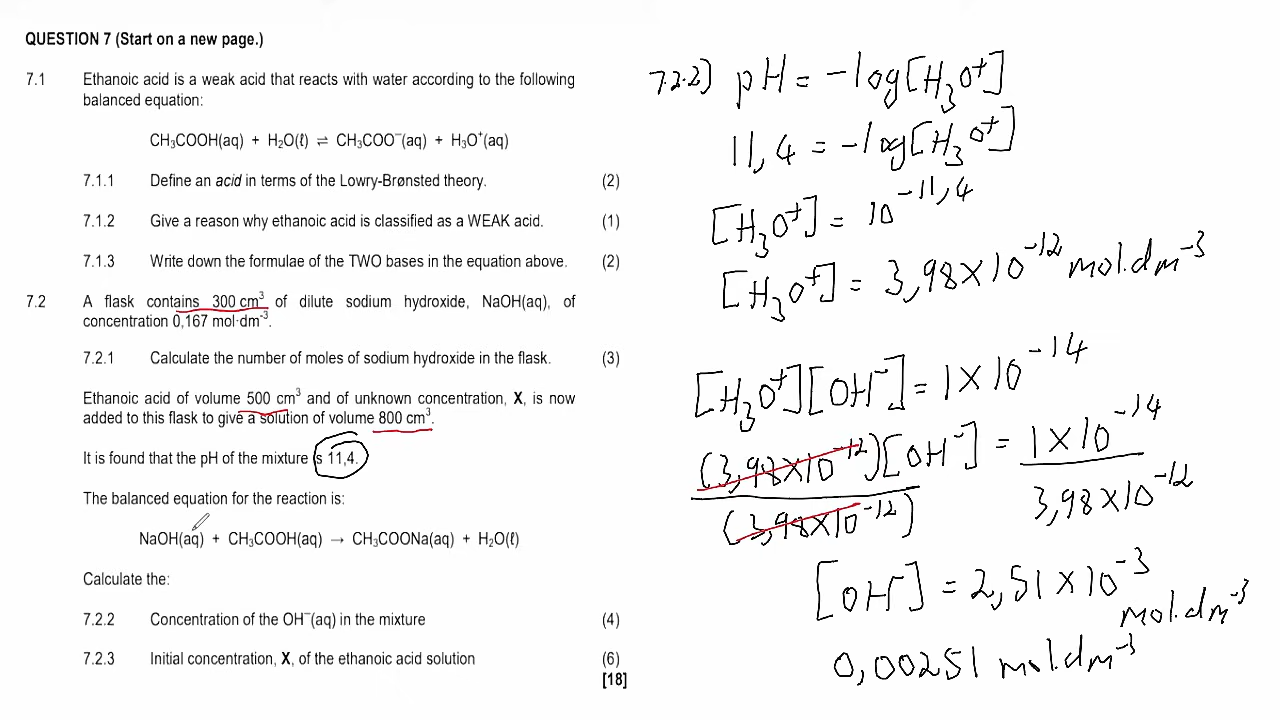 QUESTION 7 (Start on a new page.)
7.1 Ethanoic acid is a weak acid that reacts with water according to the following
balanced equation:
CH₃COOH(aq) + H₂O(ℓ) ⇌ CH₃COO⁻(aq) + H₃O⁺(aq)
7.1.1 Define an acid in terms of the Lowry-Brønsted theory. (2)
7.1.2 Give a reason why ethanoic acid is classified as a WEAK acid. (1)
7.1.3 Write down the formulae of the TWO bases in the equation above. (2)
7.2 A flask contains 300 cm³ of dilute sodium hydroxide, NaOH(aq), of
concentration 0,167 mol·dm⁻³.
7.2.1 Calculate the number of moles of sodium hydroxide in the flask. (3)
Ethanoic acid of volume 500 cm³ and of unknown concentration, X, is now
added to this flask to give a solution of volume 800 cm³.
It is found that the pH of the mixture is 11,4.
The balanced equation for the reaction is:
NaOH(aq) + CH₃COOH(aq) → CH₃COONa(aq) + H₂O(ℓ)
Calculate the:
7.2.2 Concentration of the OH⁻(aq) in the mixture (4)
7.2.3 Initial concentration, X, of the ethanoic acid solution (6)
[18]
7.2.2) pH = -log[H₃O⁺]
11,4 = -log[H₃O⁺]
[H₃O⁺] = 10⁻¹¹,⁴
[H₃O⁺] = 3,98×10⁻¹² mol.dm⁻³
[H₃O⁺][OH⁻] = 1×10⁻¹⁴
(3,98×10⁻¹²)[OH⁻] = 1×10⁻¹⁴
(3,98×10⁻¹²) 3,98×10⁻¹²
[OH⁻] = 2,51×10⁻³
mol.dm⁻³
0,00251 mol.dm⁻³